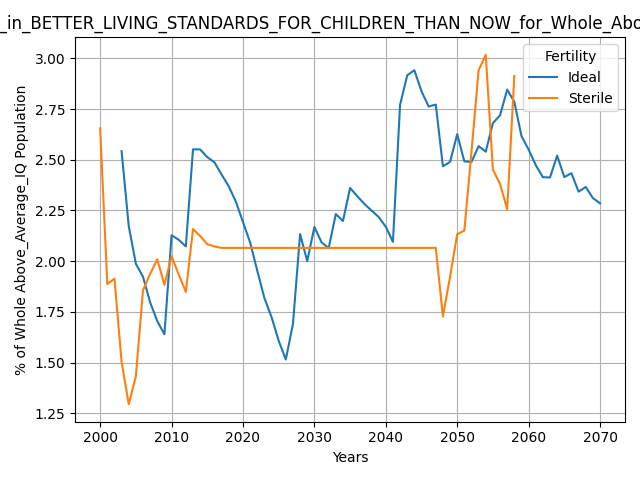 _in_BETTER_LIVING_STANDARDS_FOR_CHILDREN_THAN_NOW_for_Whole_Abo
Fertility
Ideal
Sterile
% of Whole Above_Average_IQ Population
3.00
2.75
2.50
2.25
2.00
1.75
1.50
1.25
2000 2010 2020 2030 2040 2050 2060 2070
Years